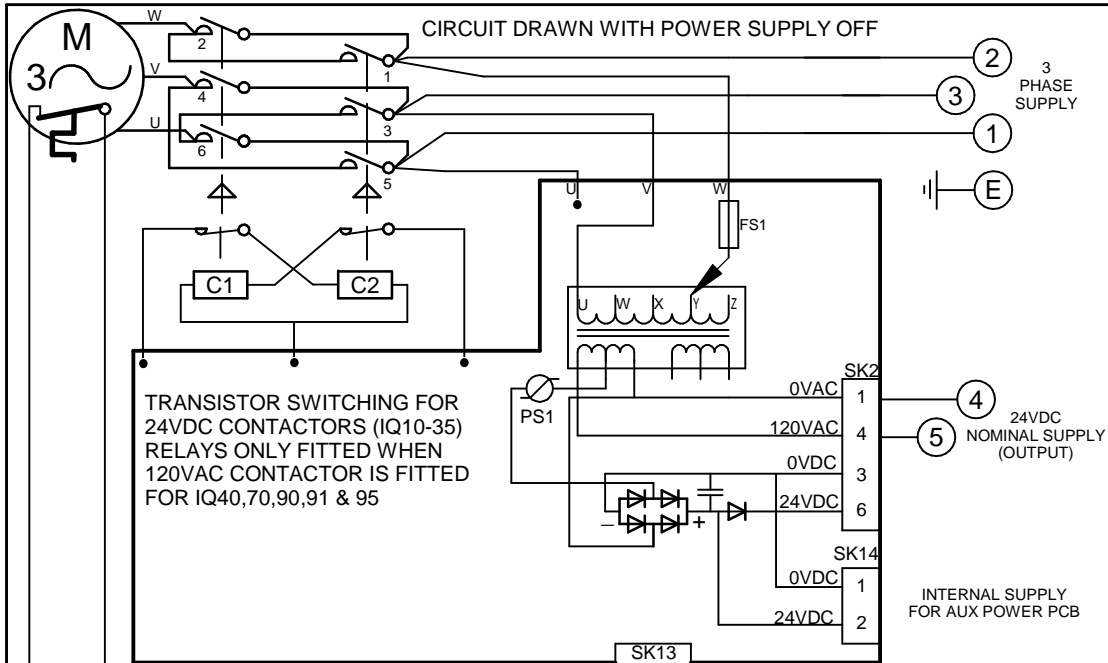 CIRCUIT DRAWN WITH POWER SUPPLY OFF
W
M
3
V
U
2
1
4
3
6
5
2
3
1
E
3
PHASE
SUPPLY
C1
C2
U
V
W
FS1
U
W
X
Y
Z
PS1
TRANSISTOR SWITCHING FOR
24VDC CONTACTORS (IQ10-35)
RELAYS ONLY FITTED WHEN
120VAC CONTACTOR IS FITTED
FOR IQ40,70,90,91 & 95
SK2
0VAC 1
120VAC 4
0VDC 3
24VDC 6
4
5
24VDC
NOMINAL SUPPLY
(OUTPUT)
− +
SK14
0VDC 1
24VDC 2
INTERNAL SUPPLY
FOR AUX POWER PCB
SK13